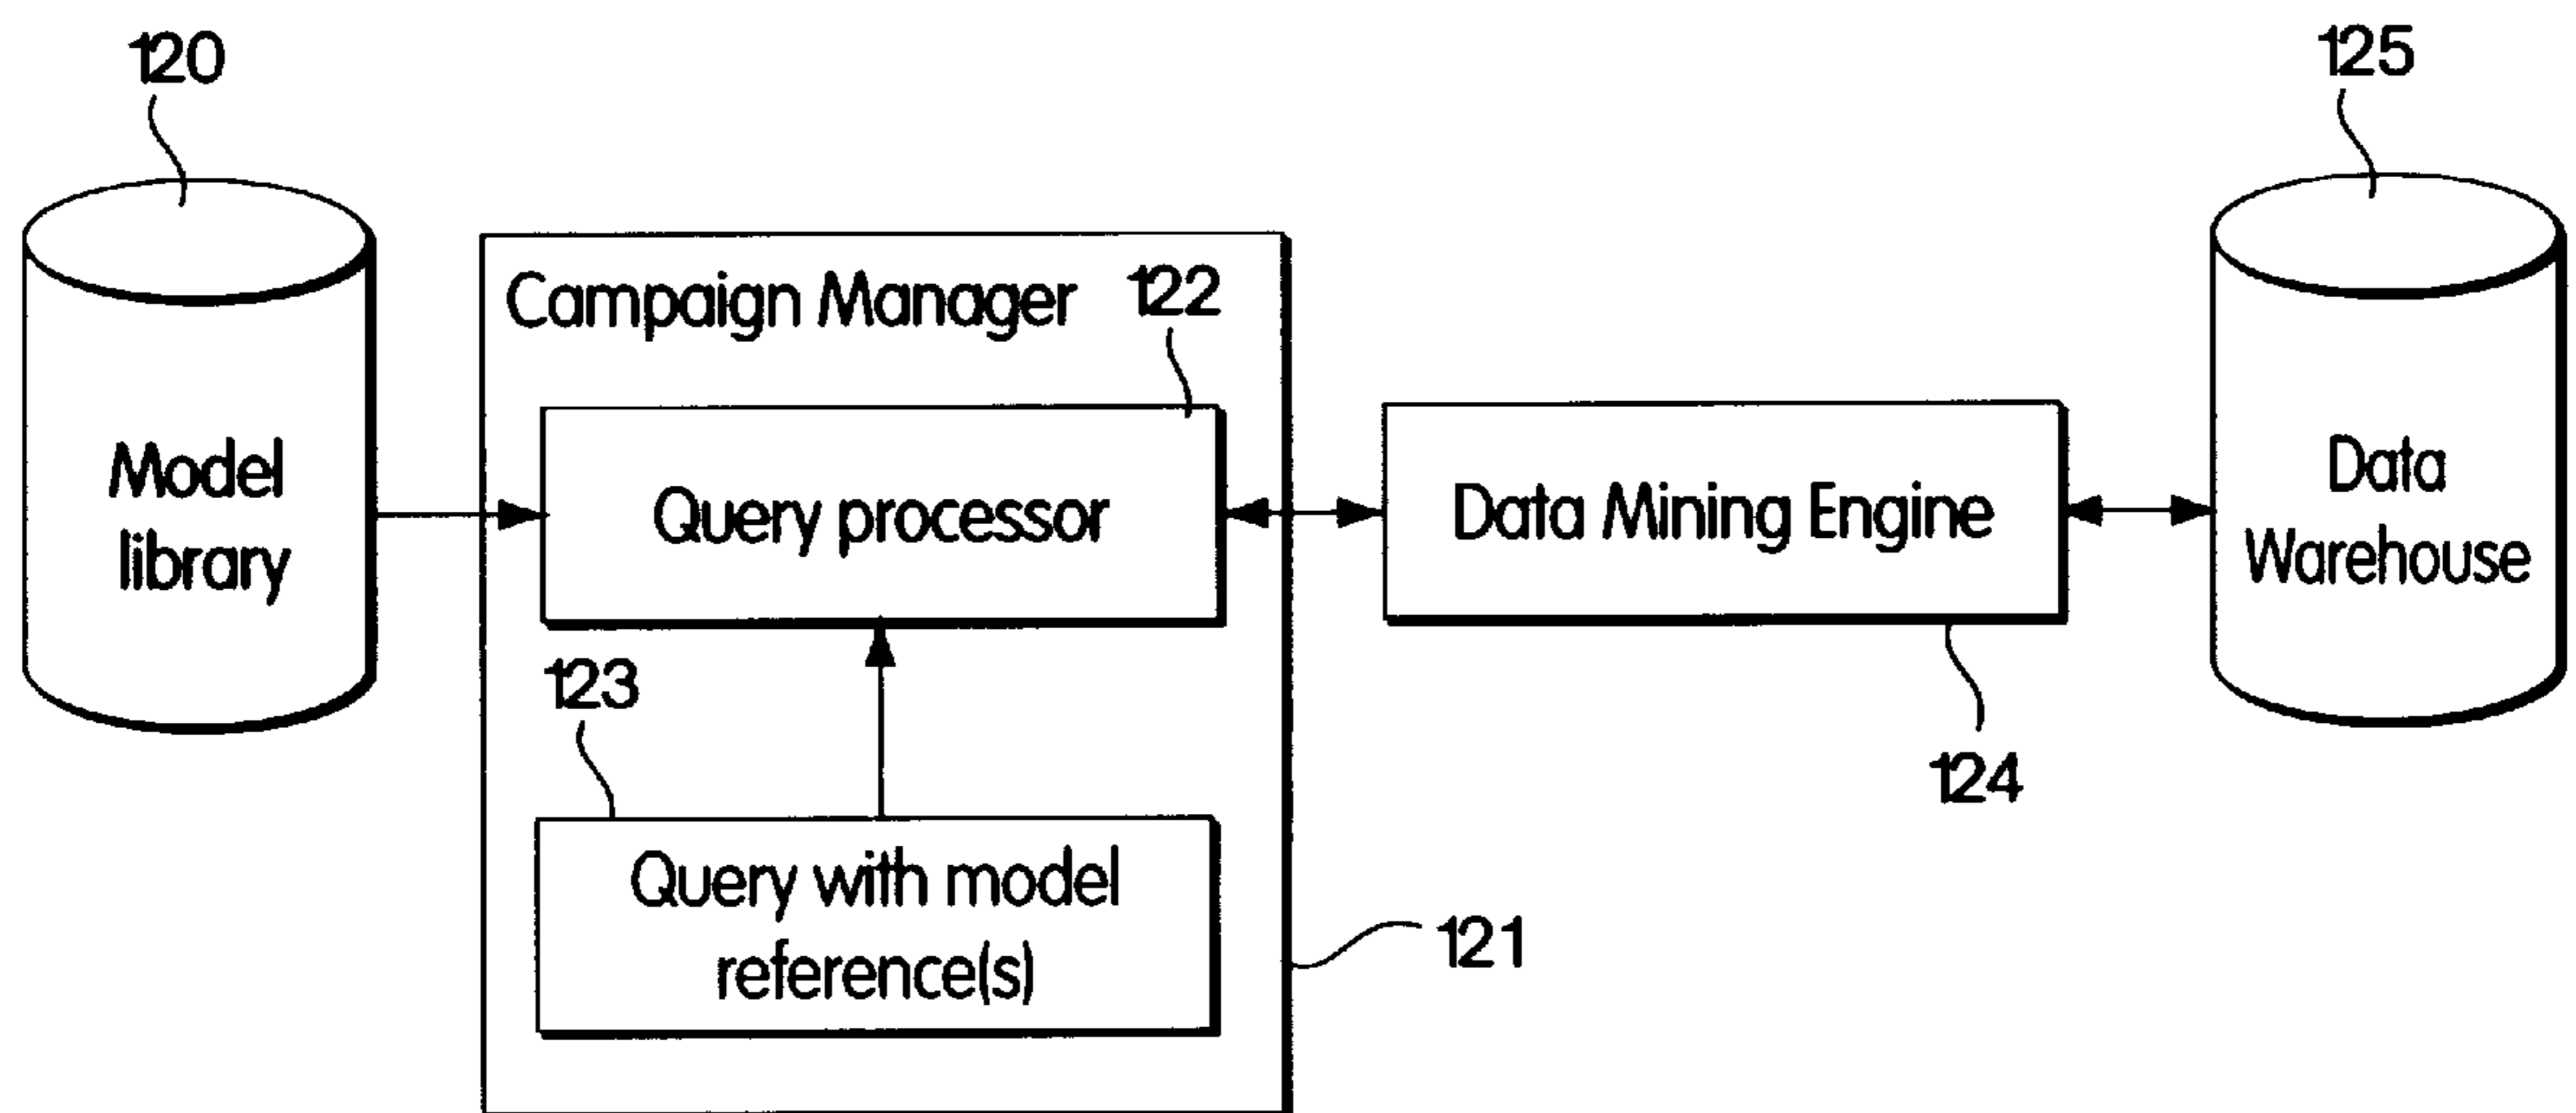 120
125
Campaign Manager
122
Model
library
Query processor
Data Mining Engine
Data
Warehouse
123
124
Query with model
reference(s)
121